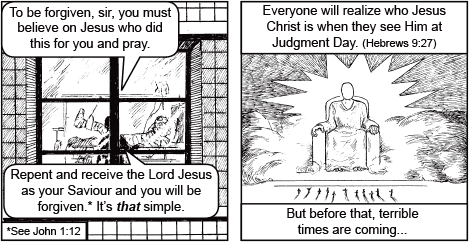 To be forgiven, sir, you must
believe on Jesus who did
this for you and pray.
Repent and receive the Lord Jesus
as your Saviour and you will be
forgiven.* It's that simple.
*See John 1:12
Everyone will realize who Jesus
Christ is when they see Him at
Judgment Day. (Hebrews 9:27)
But before that, terrible
times are coming...